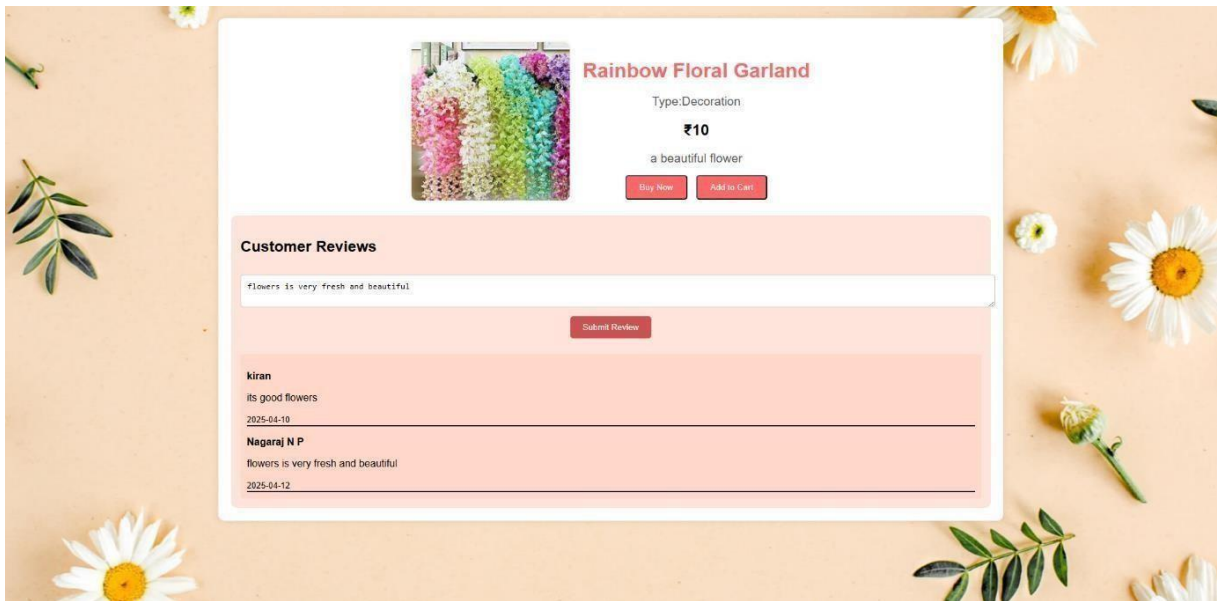 Rainbow Floral Garland
Type:Decoration
₹10
a beautiful flower
Buy Now Add to Cart
Customer Reviews
flowers is very fresh and beautiful
Submit Review
kiran
its good flowers
2025-04-10
Nagaraj N P
flowers is very fresh and beautiful
2025-04-12